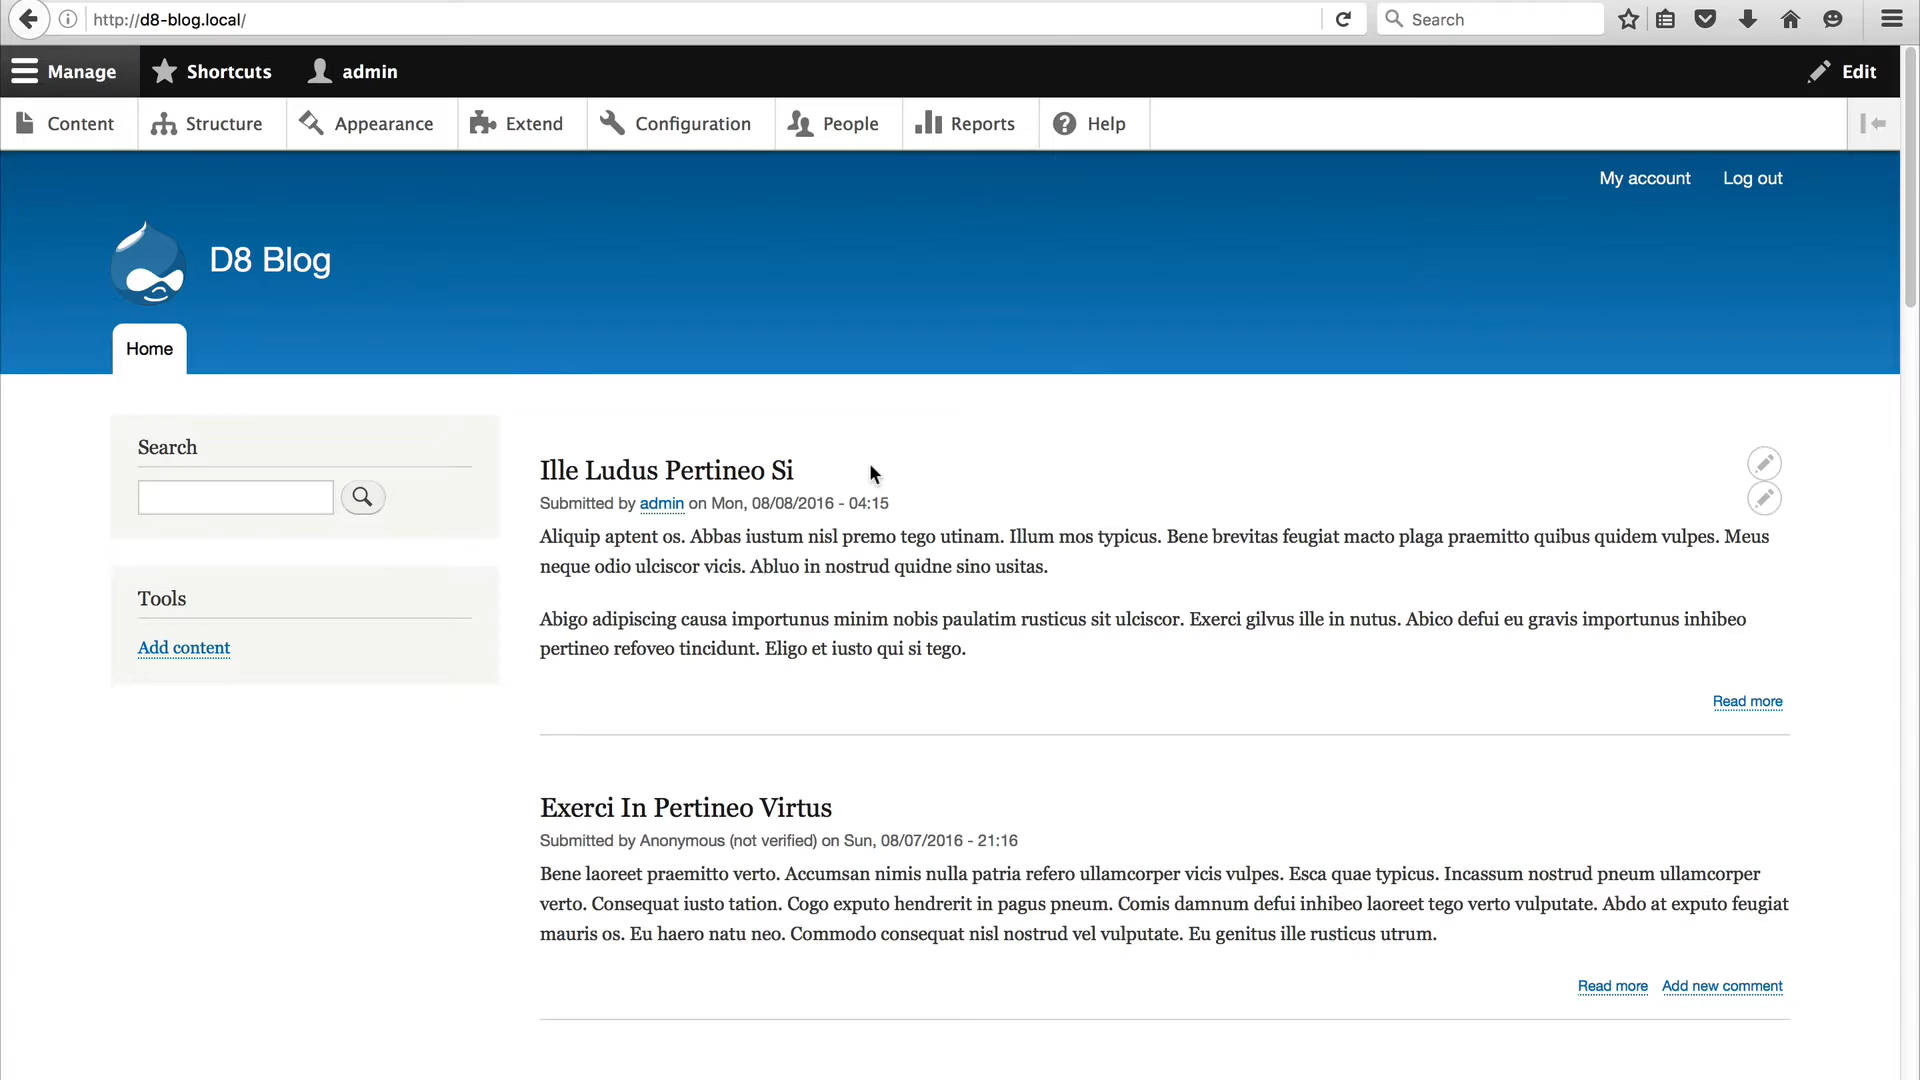 http://d8-blog.local/
Search
Manage
Shortcuts
admin
Edit
Content
Structure
Appearance
Extend
Configuration
People
Reports
Help
My account
Log out
D8 Blog
Home
Search
Tools
Add content
Ille Ludus Pertineo Si
Submitted by admin on Mon, 08/08/2016 - 04:15
Aliquip aptent os. Abbas iustum nisl premo tego utinam. Illum mos typicus. Bene brevitas feugiat macto plaga praemitto quibus quidem vulpes. Meus
neque odio ulciscor vicis. Abluo in nostrud quidne sino usitas.
Abigo adipiscing causa importunus minim nobis paulatim rusticus sit ulciscor. Exerci gilvus ille in nutus. Abico defui eu gravis importunus inhibeo
pertineo refoveo tincidunt. Eligo et iusto qui si tego.
Read more
Exerci In Pertineo Virtus
Submitted by Anonymous (not verified) on Sun, 08/07/2016 - 21:16
Bene laoreet praemitto verto. Accumsan nimis nulla patria refero ullamcorper vicis vulpes. Esca quae typicus. Incassum nostrud pneum ullamcorper
verto. Consequat iusto tation. Cogo exputo hendrerit in pagus pneum. Comis damnum defui inhibeo laoreet tego verto vulputate. Abdo at exputo feugiat
mauris os. Eu haero natu neo. Commodo consequat nisl nostrud vel vulputate. Eu genitus ille rusticus utrum.
Read more
Add new comment